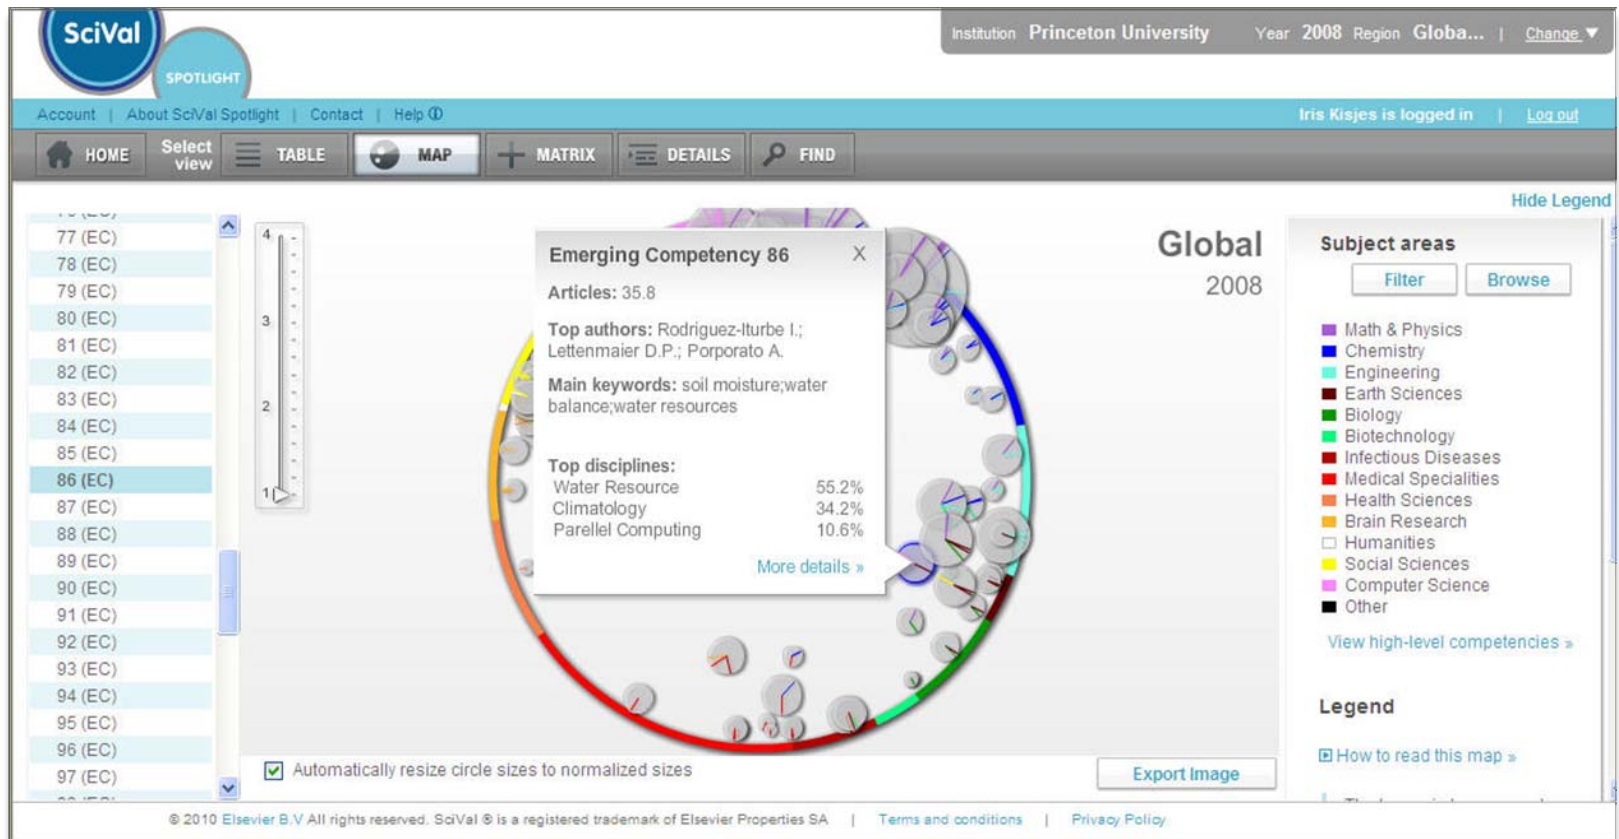 SciVal
SPOTLIGHT
Institution Princeton University Year 2008 Region Globa... | Change
Account | About SciVal Spotlight | Contact | Help
Iris Kisjes is logged in | Log out
HOME
Select view
TABLE
MAP
MATRIX
DETAILS
FIND
Hide Legend
77 (EC)
78 (EC)
79 (EC)
80 (EC)
81 (EC)
82 (EC)
83 (EC)
84 (EC)
85 (EC)
86 (EC)
87 (EC)
88 (EC)
89 (EC)
90 (EC)
91 (EC)
92 (EC)
93 (EC)
94 (EC)
95 (EC)
96 (EC)
97 (EC)
4
3
2
1
Emerging Competency 86 X
Articles: 35.8
Top authors: Rodriguez-Iturbe I.;
Lettenmaier D.P.; Porporato A.
Main keywords: soil moisture;water
balance;water resources
Top disciplines:
Water Resource 55.2%
Climatology 34.2%
Parellel Computing 10.6%
More details »
Global
2008
Automatically resize circle sizes to normalized sizes
Export Image
Subject areas
Filter Browse
Math & Physics
Chemistry
Engineering
Earth Sciences
Biology
Biotechnology
Infectious Diseases
Medical Specialities
Health Sciences
Brain Research
Humanities
Social Sciences
Computer Science
Other
View high-level competencies »
Legend
How to read this map »
© 2010 Elsevier B.V All rights reserved. SciVal ® is a registered trademark of Elsevier Properties SA | Terms and conditions | Privacy Policy